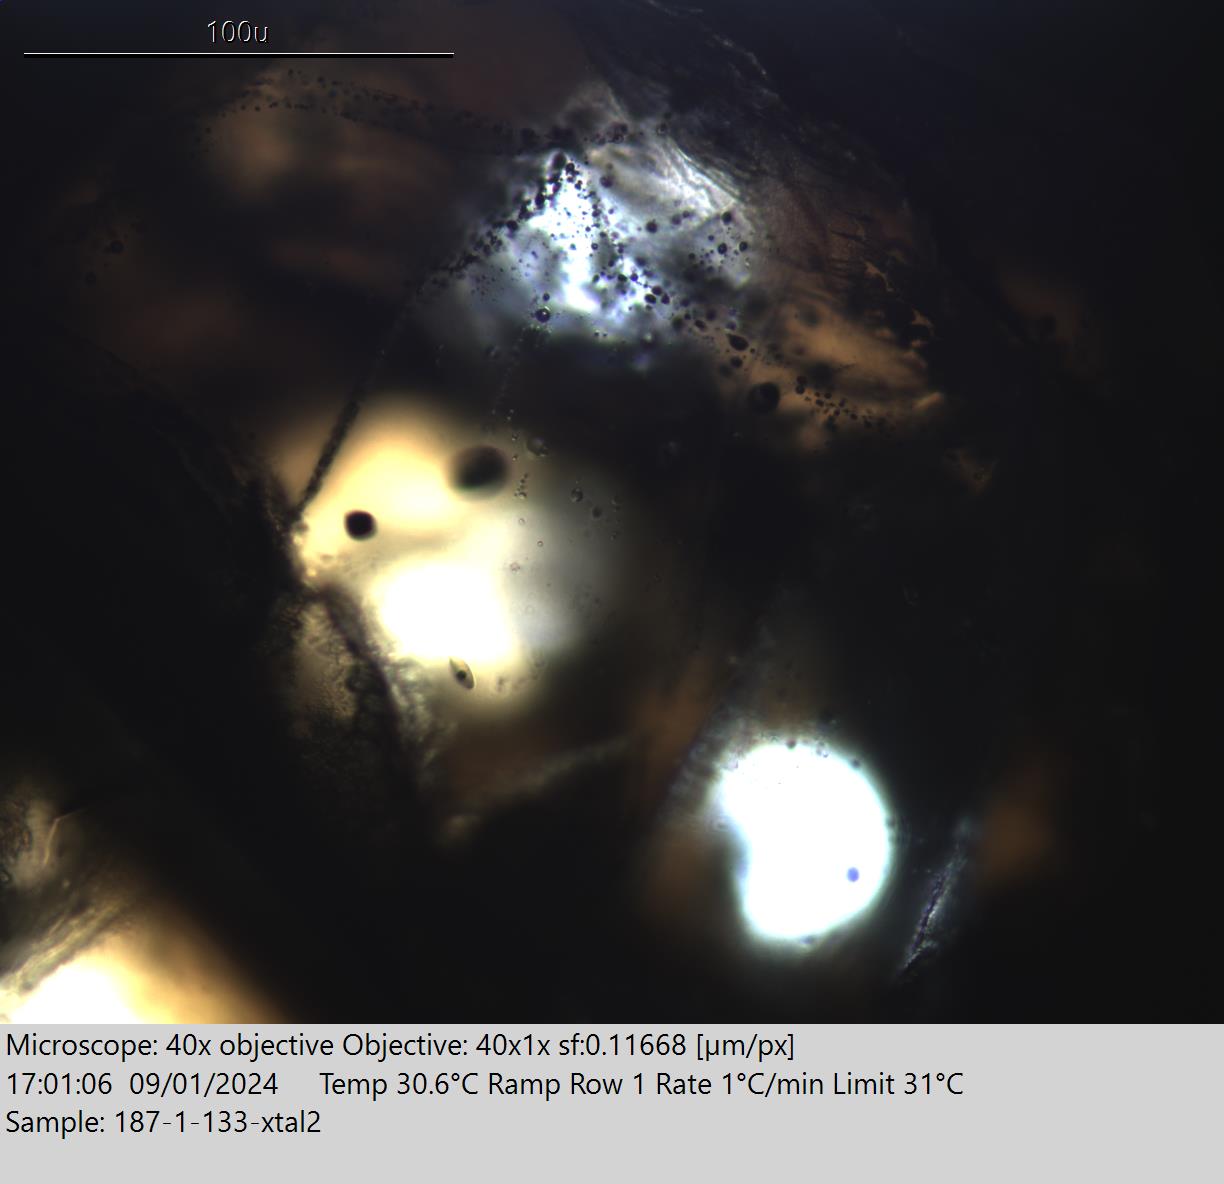 100u
Microscope: 40x objective Objective: 40x1x sf:0.11668 [µm/px]
17:01:06 09/01/2024 Temp 30.6°C Ramp Row 1 Rate 1°C/min Limit 31°C
Sample: 187-1-133-xtal2